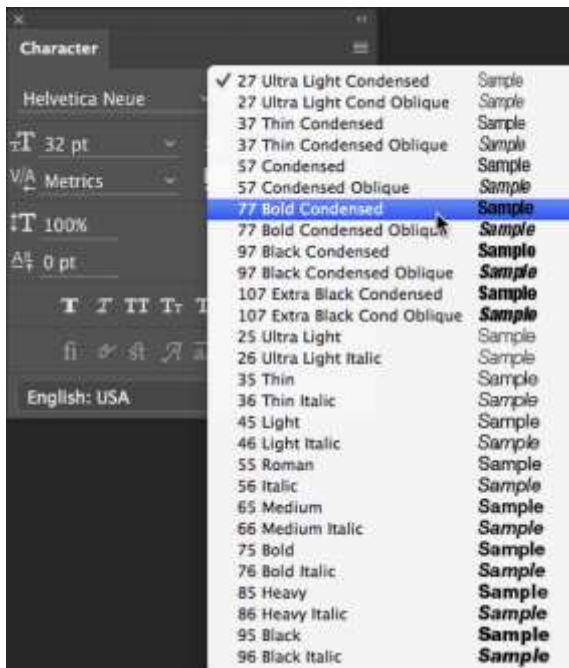 Character
Helvetica Neue
32 pt
V/A Metrics
100%
0 pt
T T TT Tт
fi st A
English: USA
✓ 27 Ultra Light Condensed Sample
27 Ultra Light Cond Oblique Sample
37 Thin Condensed Sample
37 Thin Condensed Oblique Sample
57 Condensed Sample
57 Condensed Oblique Sample
77 Bold Condensed Sample
77 Bold Condensed Oblique Sample
97 Black Condensed Sample
97 Black Condensed Oblique Sample
107 Extra Black Condensed Sample
107 Extra Black Cond Oblique Sample
25 Ultra Light Sample
26 Ultra Light Italic Sample
35 Thin Sample
36 Thin Italic Sample
45 Light Sample
46 Light Italic Sample
55 Roman Sample
56 Italic Sample
65 Medium Sample
66 Medium Italic Sample
75 Bold Sample
76 Bold Italic Sample
85 Heavy Sample
86 Heavy Italic Sample
95 Black Sample
96 Black Italic Sample